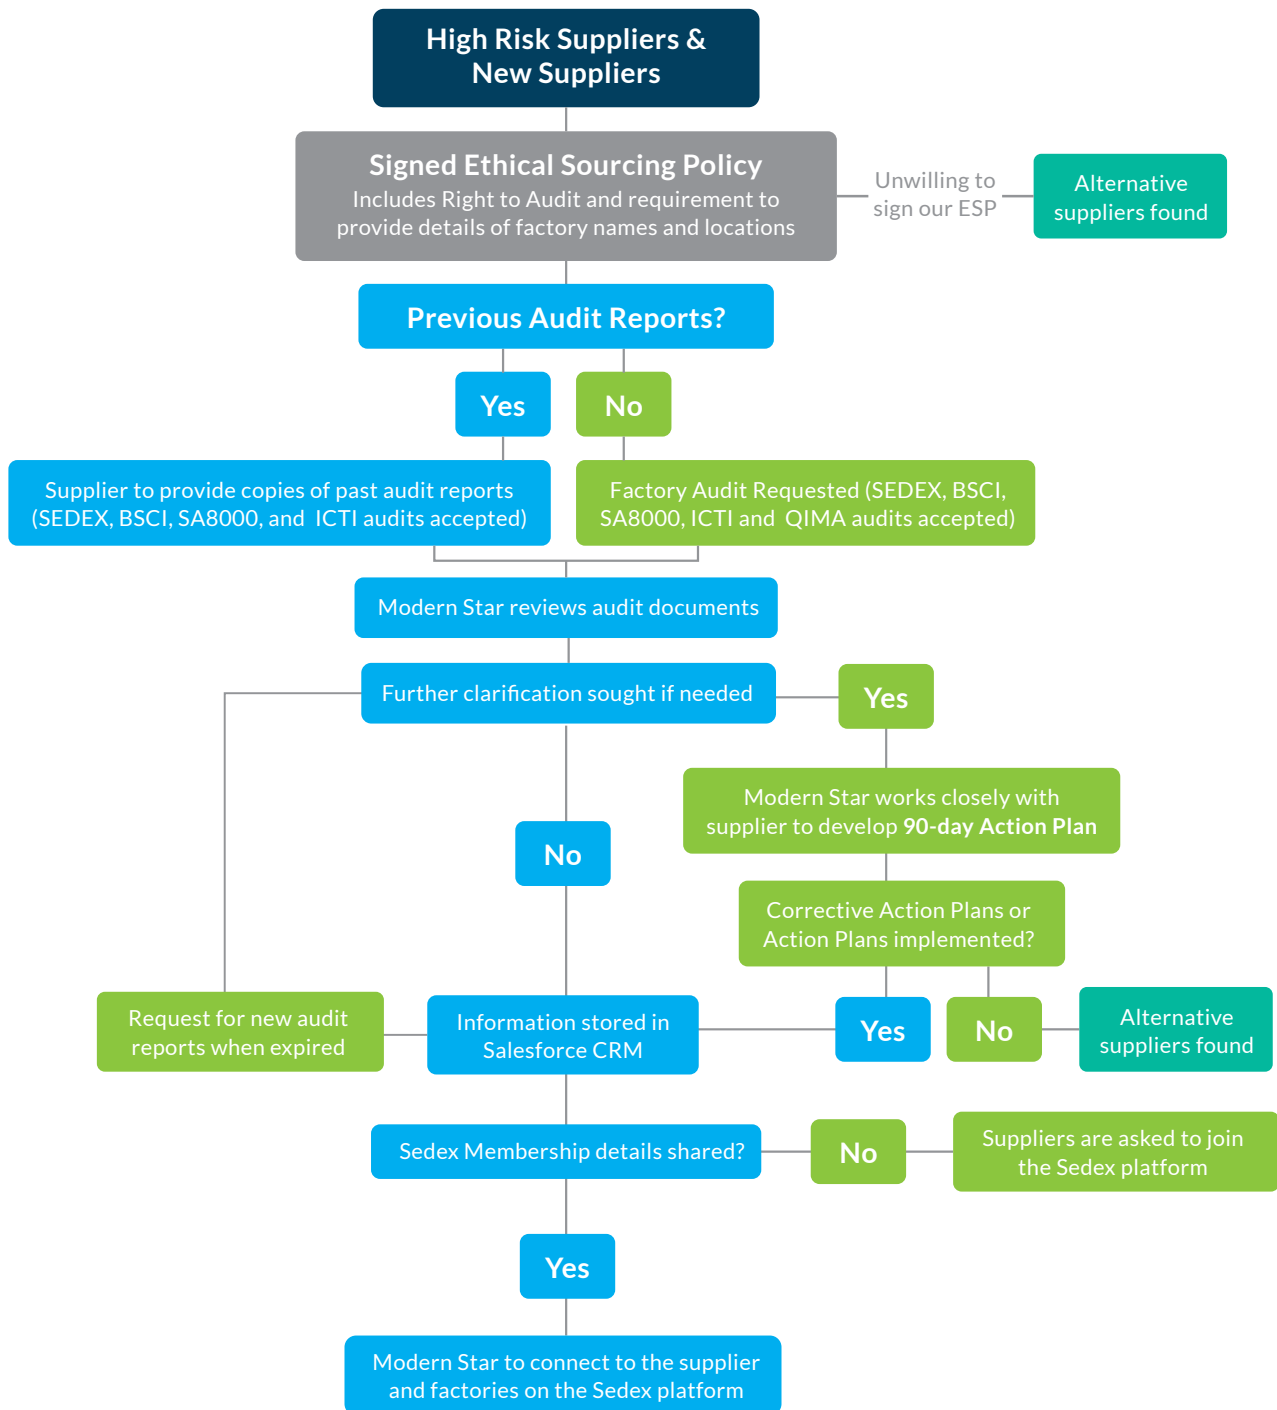 High Risk Suppliers &
New Suppliers
Signed Ethical Sourcing Policy
Includes Right to Audit and requirement to
provide details of factory names and locations
Unwilling to
sign our ESP
Alternative
suppliers found
Previous Audit Reports?
Yes
No
Supplier to provide copies of past audit reports
(SEDEX, BSCI, SA8000, and ICTI audits accepted)
Factory Audit Requested (SEDEX, BSCI,
SA8000, ICTI and QIMA audits accepted)
Modern Star reviews audit documents
Further clarification sought if needed
Yes
Modern Star works closely with
supplier to develop 90-day Action Plan
No
Corrective Action Plans or
Action Plans implemented?
Request for new audit
reports when expired
Information stored in
Salesforce CRM
Yes
No
Alternative
suppliers found
Sedex Membership details shared?
No
Suppliers are asked to join
the Sedex platform
Yes
Modern Star to connect to the supplier
and factories on the Sedex platform